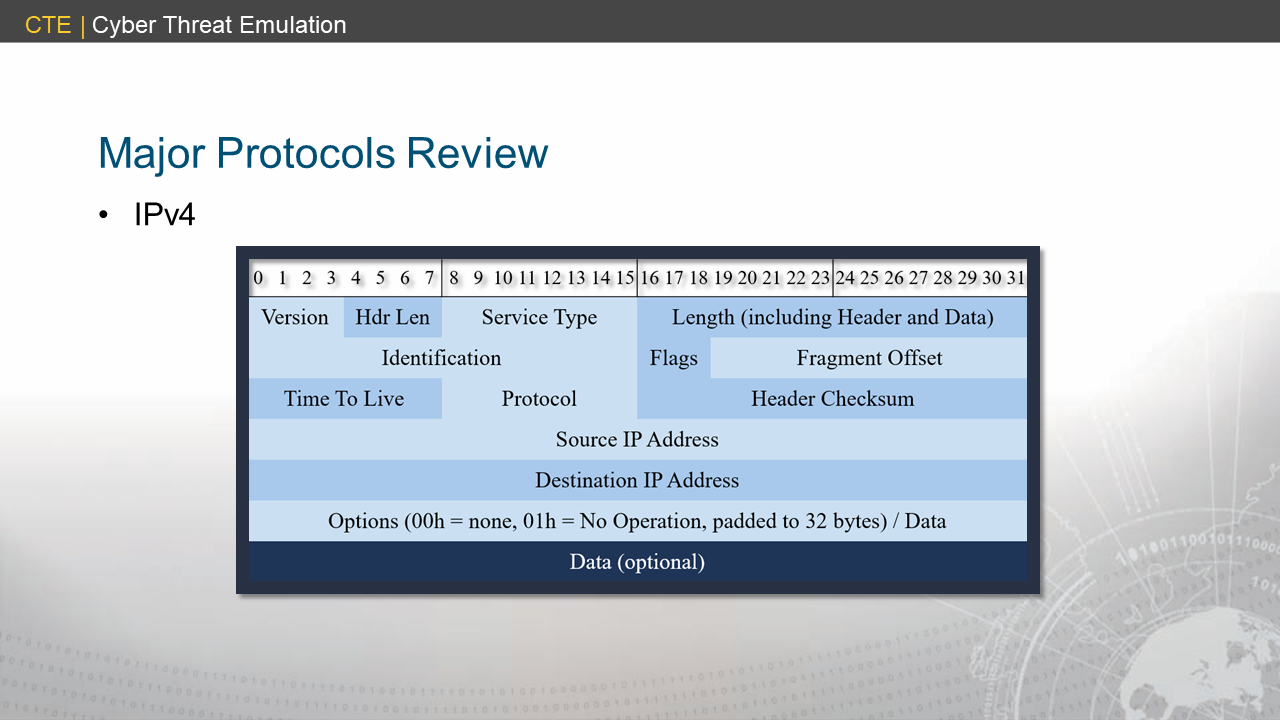 CTE | Cyber Threat Emulation
Major Protocols Review
• IPv4
0 1 2 3 4 5 6 7 8 9 10 11 12 13 14 15 16 17 18 19 20 21 22 23 24 25 26 27 28 29 30 31
Version Hdr Len Service Type Length (including Header and Data)
Identification Flags Fragment Offset
Time To Live Protocol Header Checksum
Source IP Address
Destination IP Address
Options (00h = none, 01h = No Operation, padded to 32 bytes) / Data
Data (optional)